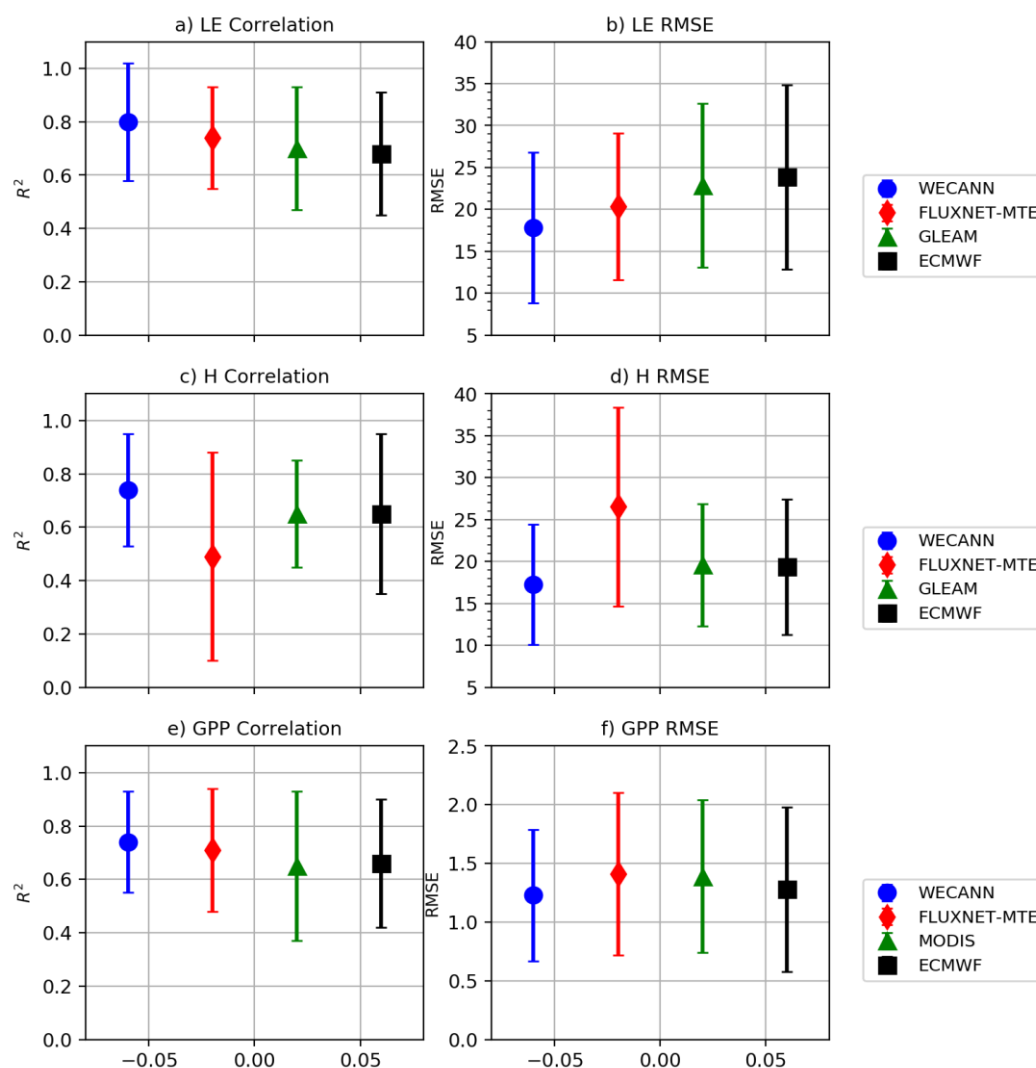 a) LE Correlation
1.0
0.8
0.6
0.4
0.2
0.0
R²
b) LE RMSE
40
35
30
25
20
15
10
5
RMSE
WECANN
FLUXNET-MTE
GLEAM
ECMWF
c) H Correlation
1.0
0.8
0.6
0.4
0.2
0.0
R²
d) H RMSE
40
35
30
25
20
15
10
5
RMSE
WECANN
FLUXNET-MTE
GLEAM
ECMWF
e) GPP Correlation
1.0
0.8
0.6
0.4
0.2
0.0
R²
−0.05 0.00 0.05
f) GPP RMSE
2.5
2.0
1.5
1.0
0.5
0.0
RMSE
−0.05 0.00 0.05
WECANN
FLUXNET-MTE
MODIS
ECMWF